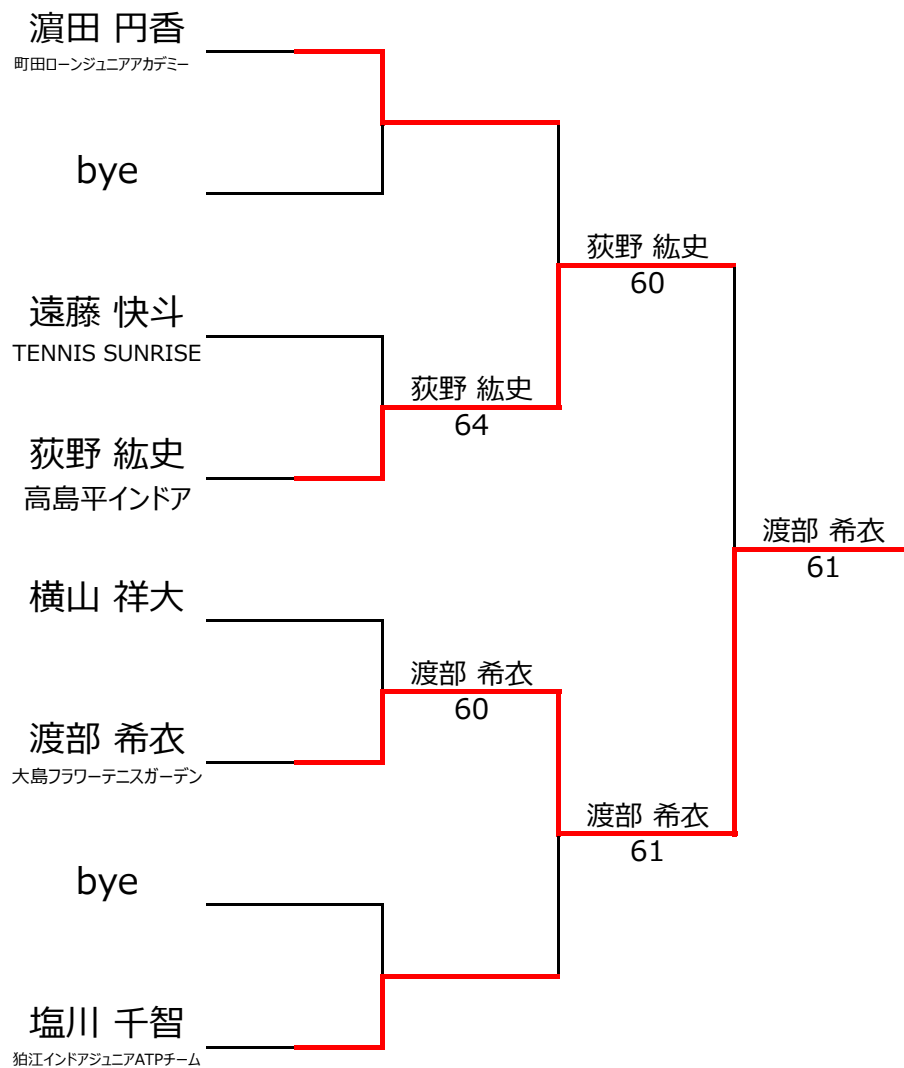 濵田 円香
町田ローンジュニアアカデミー
bye
遠藤 快斗
TENNIS SUNRISE
荻野 紘史
高島平インドア
横山 祥大
渡部 希衣
大島フラワーテニスガーデン
bye
塩川 千智
狛江インドアジュニアATPチーム
荻野 紘史
64
渡部 希衣
60
荻野 紘史
60
渡部 希衣
61
渡部 希衣
61